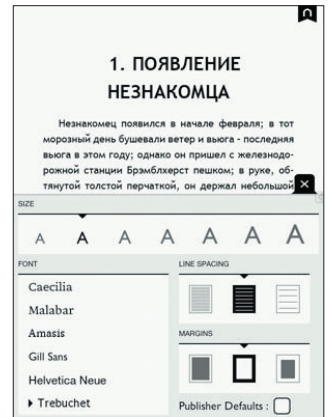 1. ПОЯВЛЕНИЕ
НЕЗНАКОМЦА
Незнакомец появился в начале февраля; в тот
морозный день бушевали ветер и вьюга - последняя
вьюга в этом году; однако он пришел с железнодо-
рожной станции Брэмблхерст пешком; в руке, об-
тянутой толстой перчаткой, он держал небольшой
SIZE
A A A A A A A
FONT
Caecilia
Malabar
Amasis
Gill Sans
Helvetica Neue
Trebuchet
LINE SPACING
MARGINS
Publisher Defaults :